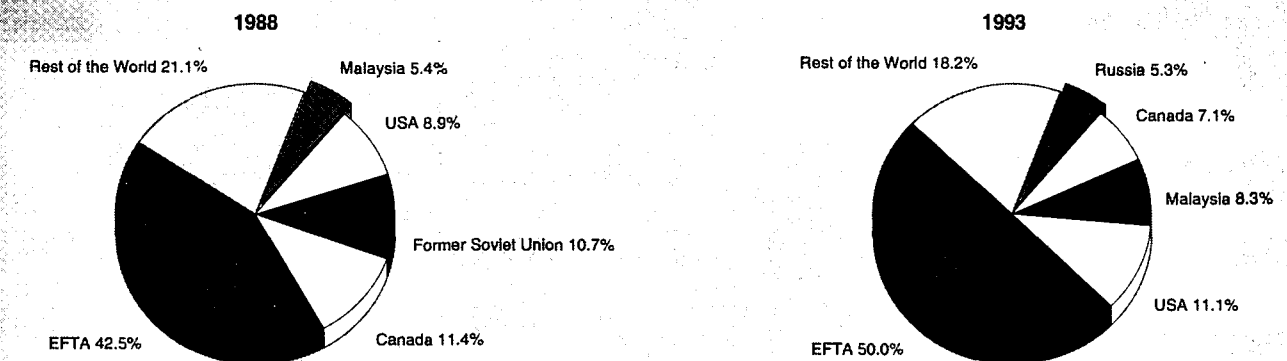 1988
Rest of the World 21.1%
Malaysia 5.4%
USA 8.9%
Former Soviet Union 10.7%
Canada 11.4%
EFTA 42.5%
1993
Rest of the World 18.2%
Russia 5.3%
Canada 7.1%
Malaysia 8.3%
USA 11.1%
EFTA 50.0%